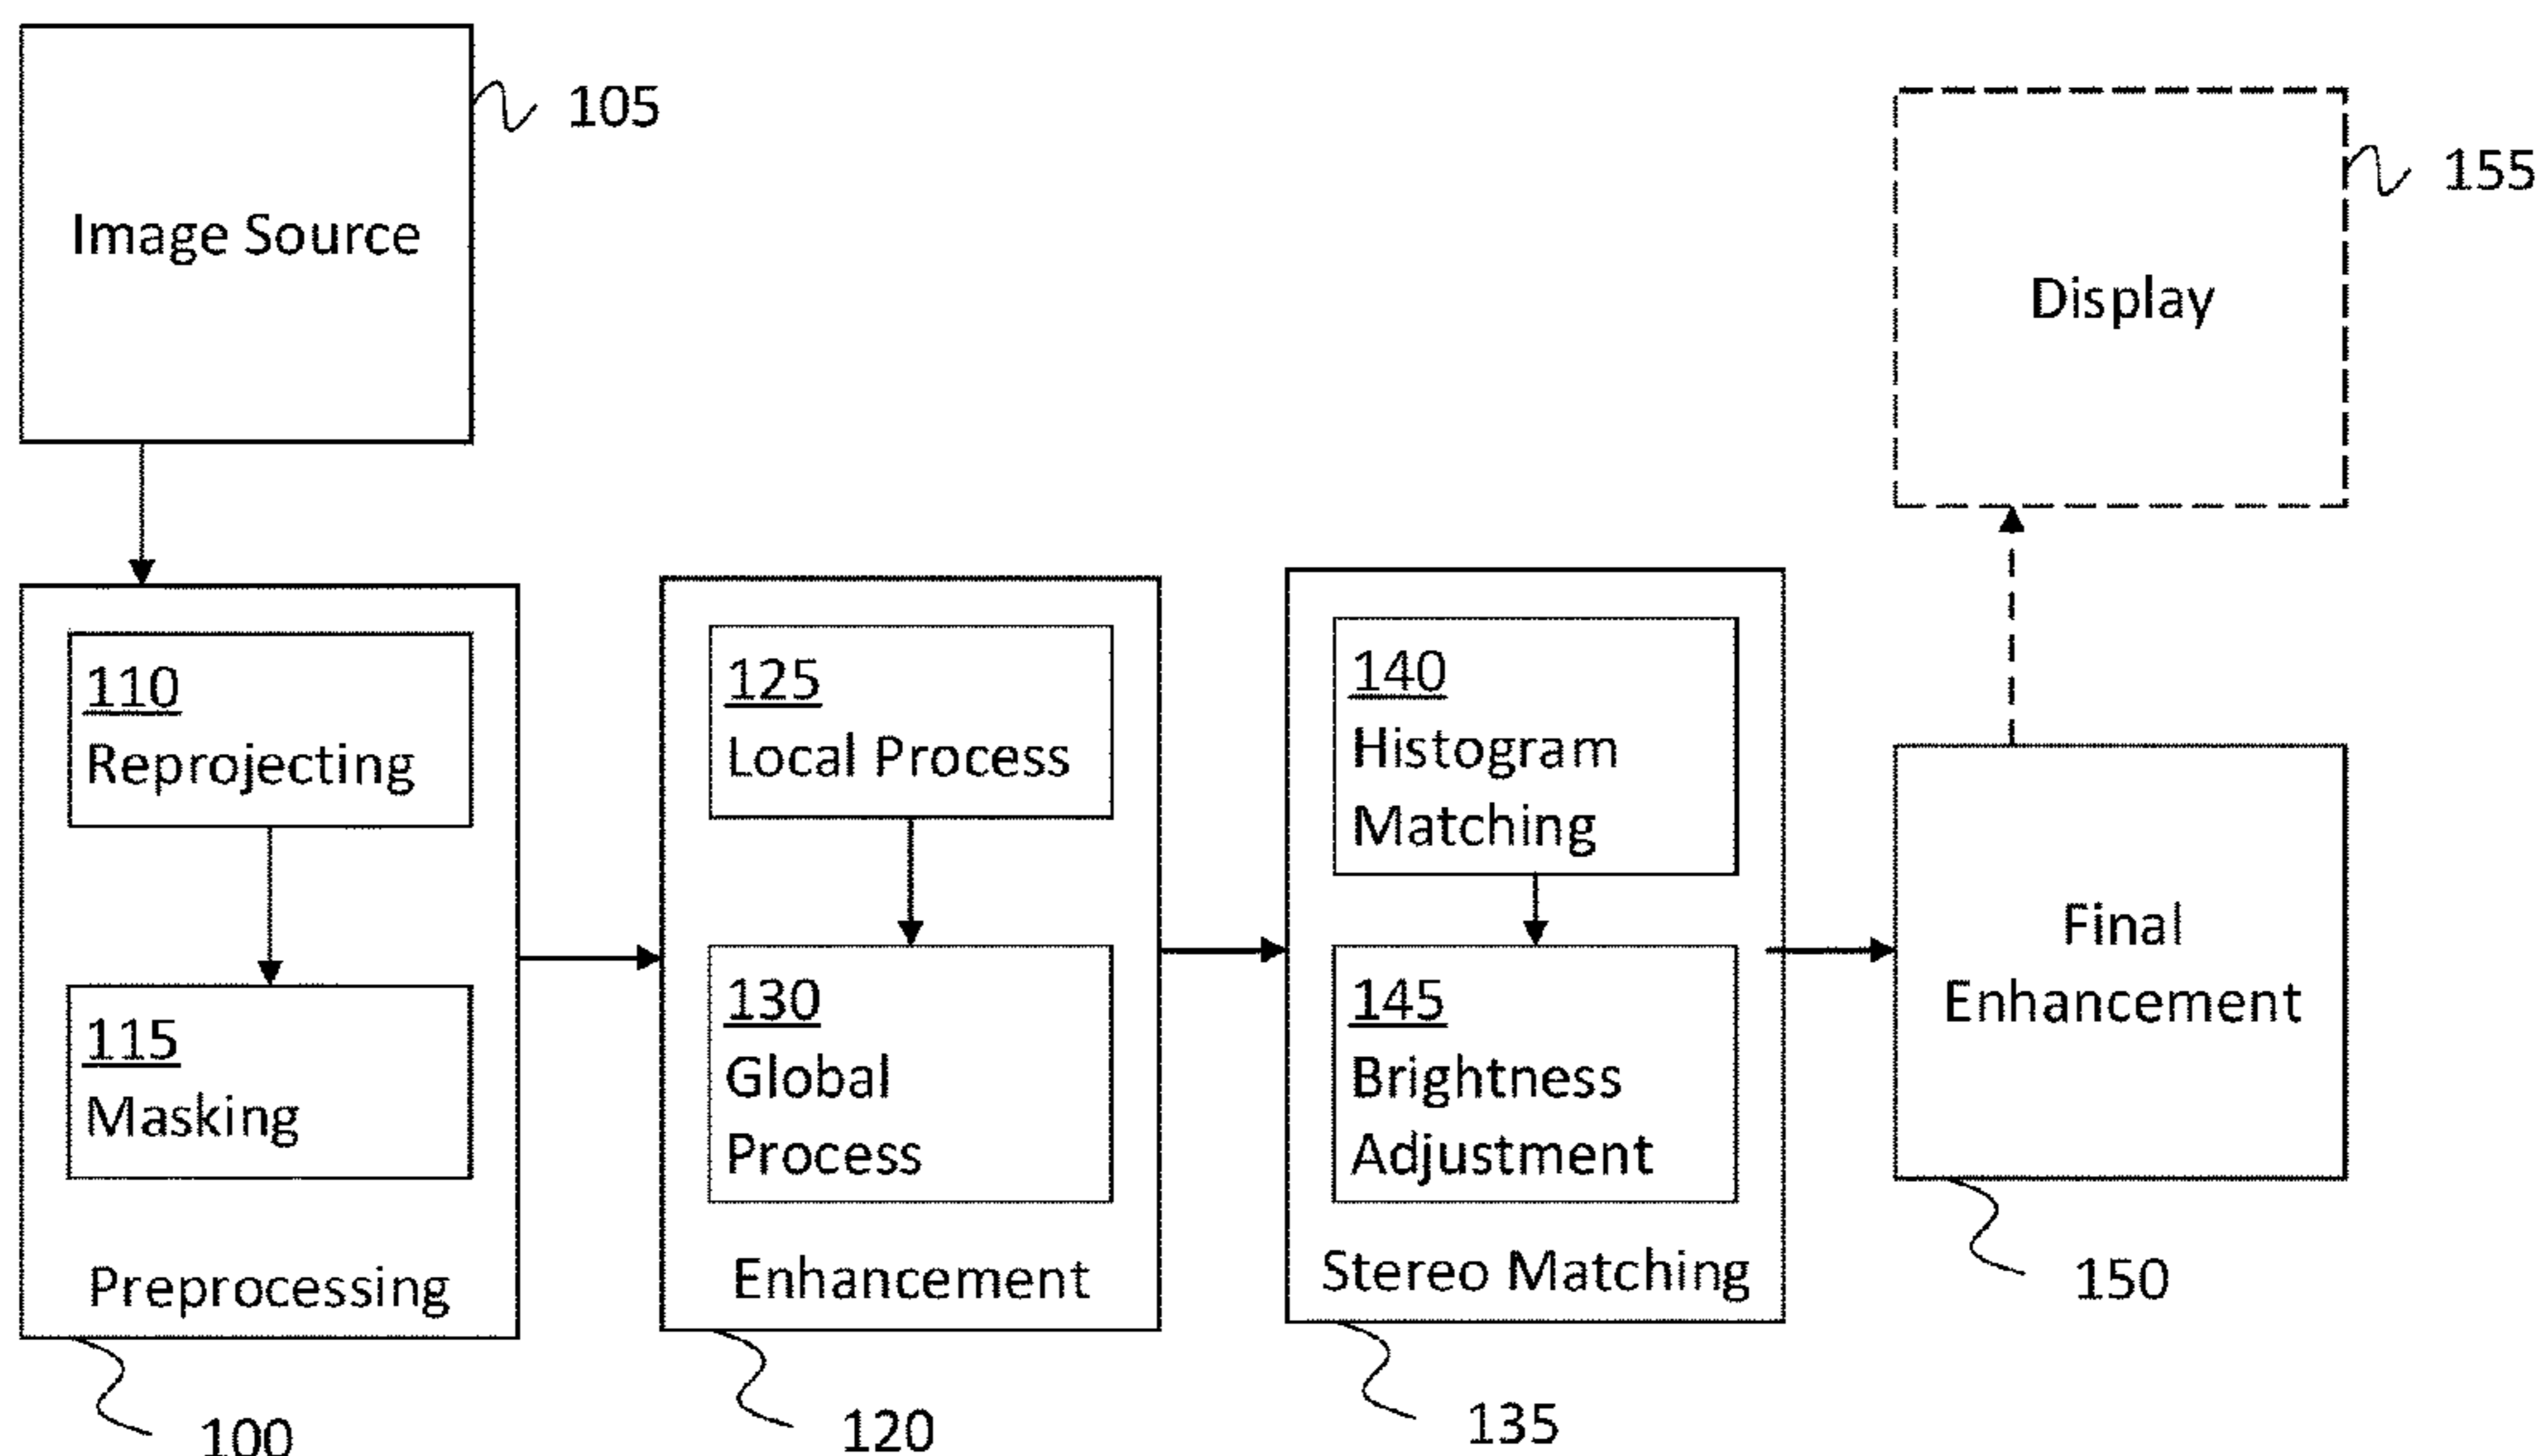 Image Source
105
Display
155
110
Reprojecting
115
Masking
Preprocessing
100
125
Local Process
130
Global
Process
Enhancement
120
140
Histogram
Matching
145
Brightness
Adjustment
Stereo Matching
135
Final
Enhancement
150